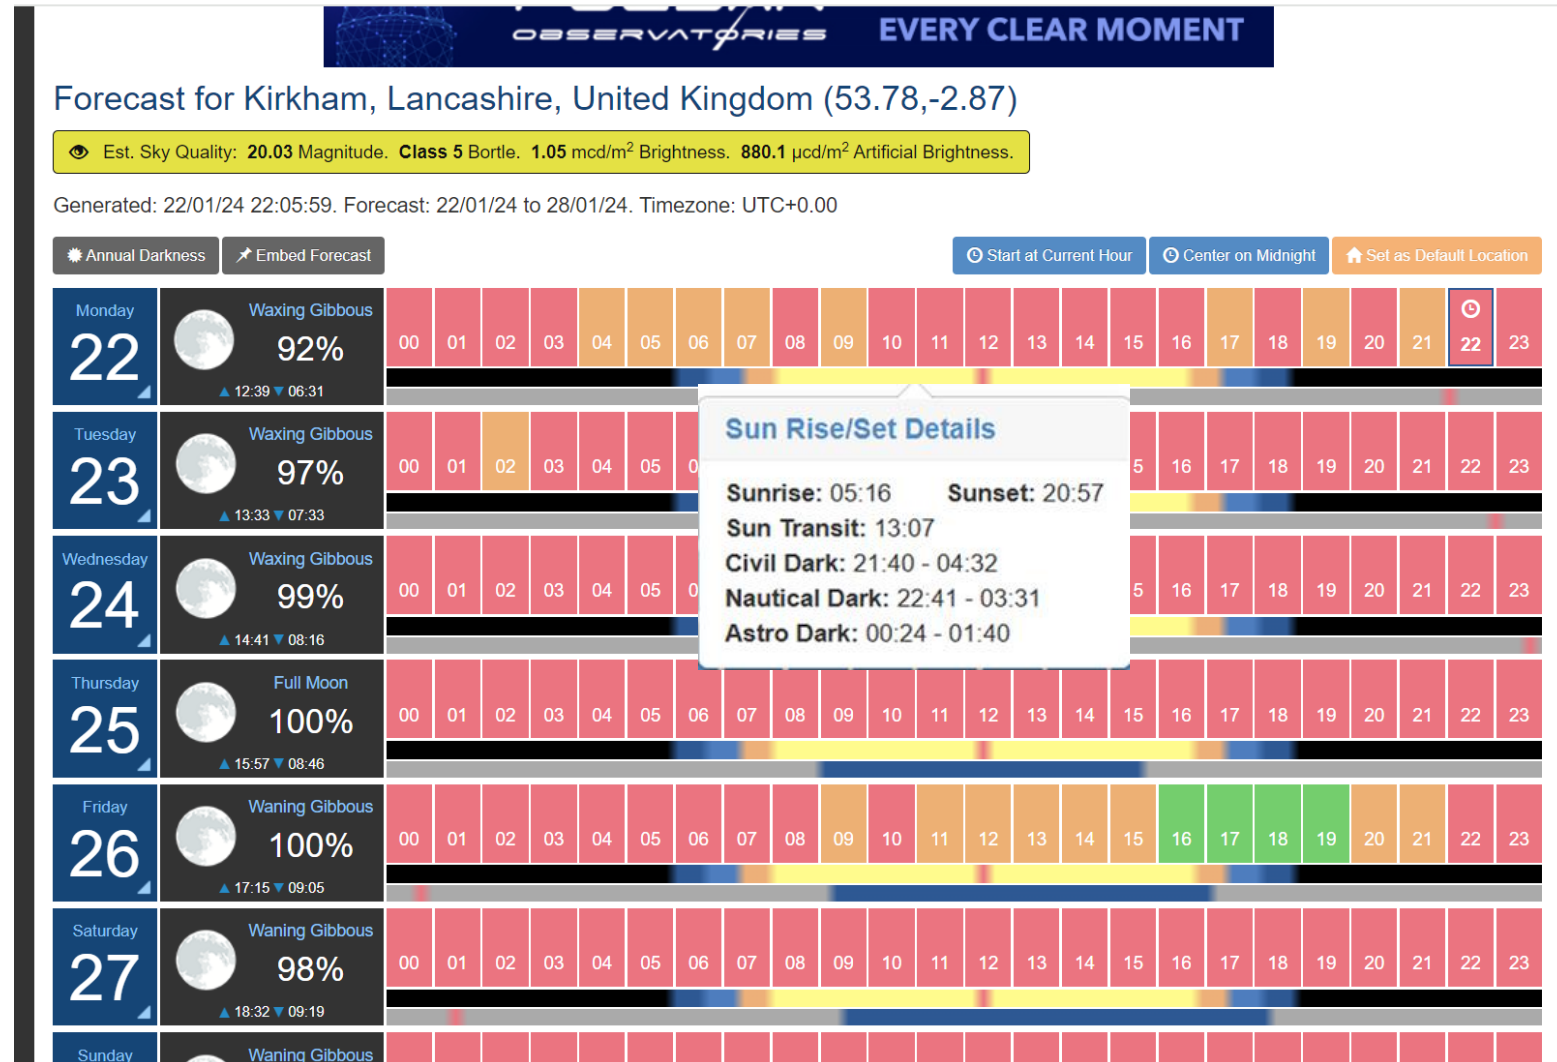 OBSERVATORIES EVERY CLEAR MOMENT
Forecast for Kirkham, Lancashire, United Kingdom (53.78,-2.87)
Est. Sky Quality: 20.03 Magnitude. Class 5 Bortle. 1.05 mcd/m² Brightness. 880.1 µcd/m² Artificial Brightness.
Generated: 22/01/24 22:05:59. Forecast: 22/01/24 to 28/01/24. Timezone: UTC+0.00
Annual Darkness Embed Forecast Start at Current Hour Center on Midnight Set as Default Location
Monday Waxing Gibbous
22 92% 00 01 02 03 04 05 06 07 08 09 10 11 12 13 14 15 16 17 18 19 20 21 22 23
▲ 12:39 ▼ 06:31
Tuesday Waxing Gibbous
23 97% 00 01 02 03 04 05 0 5 16 17 18 19 20 21 22 23
▲ 13:33 ▼ 07:33
Wednesday Waxing Gibbous
24 99% 00 01 02 03 04 05 0 5 16 17 18 19 20 21 22 23
▲ 14:41 ▼ 08:16
Sun Rise/Set Details
Sunrise: 05:16 Sunset: 20:57
Sun Transit: 13:07
Civil Dark: 21:40 - 04:32
Nautical Dark: 22:41 - 03:31
Astro Dark: 00:24 - 01:40
Thursday Full Moon
25 100% 00 01 02 03 04 05 06 07 08 09 10 11 12 13 14 15 16 17 18 19 20 21 22 23
▲ 15:57 ▼ 08:46
Friday Waning Gibbous
26 100% 00 01 02 03 04 05 06 07 08 09 10 11 12 13 14 15 16 17 18 19 20 21 22 23
▲ 17:15 ▼ 09:05
Saturday Waning Gibbous
27 98% 00 01 02 03 04 05 06 07 08 09 10 11 12 13 14 15 16 17 18 19 20 21 22 23
▲ 18:32 ▼ 09:19
Sunday Waning Gibbous